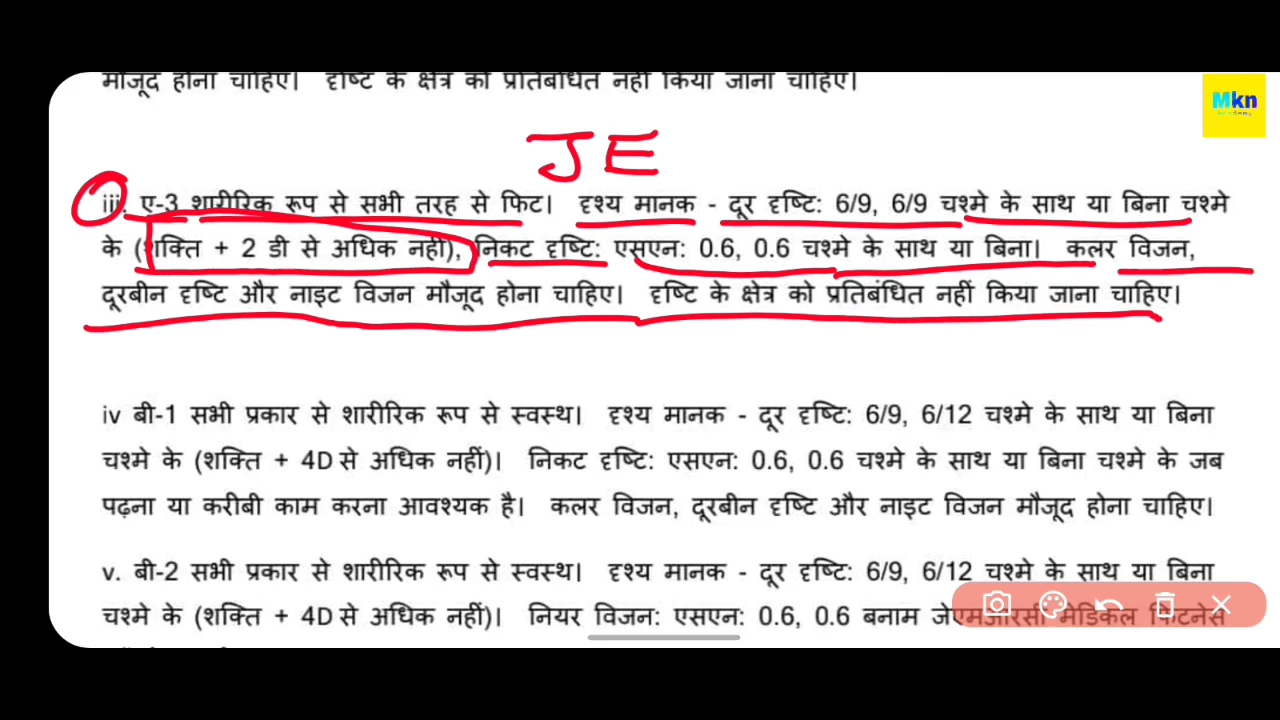 मौजूद होना चाहिए। दृष्टि के क्षेत्र को प्रतिबंधित नहीं किया जाना चाहिए।
Mkn
Academy
JE
iii. ए-3 शारीरिक रूप से सभी तरह से फिट। दृश्य मानक - दूर दृष्टि: 6/9, 6/9 चश्मे के साथ या बिना चश्मे
के (शक्ति + 2 डी से अधिक नहीं), निकट दृष्टि: एसएन: 0.6, 0.6 चश्मे के साथ या बिना। कलर विजन,
दूरबीन दृष्टि और नाइट विजन मौजूद होना चाहिए। दृष्टि के क्षेत्र को प्रतिबंधित नहीं किया जाना चाहिए।
iv बी-1 सभी प्रकार से शारीरिक रूप से स्वस्थ। दृश्य मानक - दूर दृष्टि: 6/9, 6/12 चश्मे के साथ या बिना
चश्मे के (शक्ति + 4D से अधिक नहीं)। निकट दृष्टि: एसएन: 0.6, 0.6 चश्मे के साथ या बिना चश्मे के जब
पढ़ना या करीबी काम करना आवश्यक है। कलर विजन, दूरबीन दृष्टि और नाइट विजन मौजूद होना चाहिए।
v. बी-2 सभी प्रकार से शारीरिक रूप से स्वस्थ। दृश्य मानक - दूर दृष्टि: 6/9, 6/12 चश्मे के साथ या बिना
चश्मे के (शक्ति + 4D से अधिक नहीं)। नियर विजन: एसएन: 0.6, 0.6 बनाम जेएमआरसी मेडिकल फिटनेस